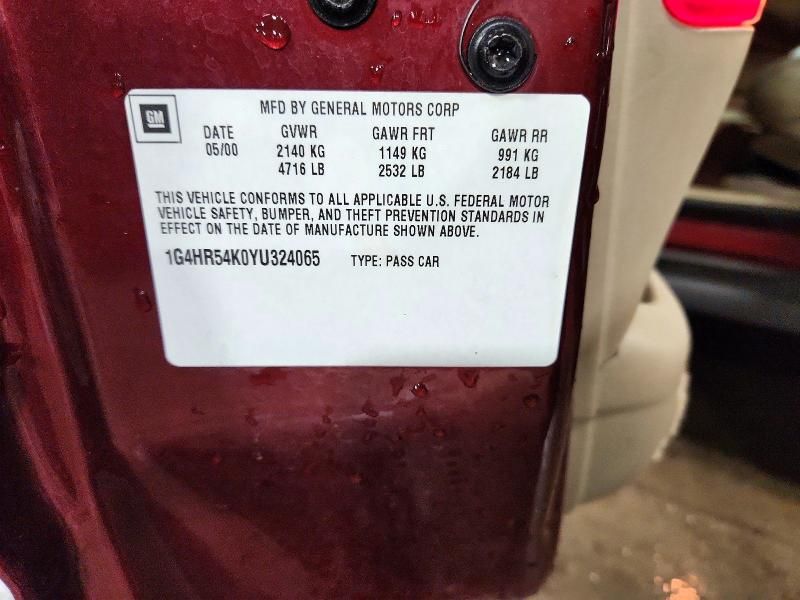 GM
MFD BY GENERAL MOTORS CORP
DATE GVWR GAWR FRT GAWR RR
05/00 2140 KG 1149 KG 991 KG
4716 LB 2532 LB 2184 LB
THIS VEHICLE CONFORMS TO ALL APPLICABLE U.S. FEDERAL MOTOR
VEHICLE SAFETY, BUMPER, AND THEFT PREVENTION STANDARDS IN
EFFECT ON THE DATE OF MANUFACTURE SHOWN ABOVE.
1G4HR54K0YU324065 TYPE: PASS CAR